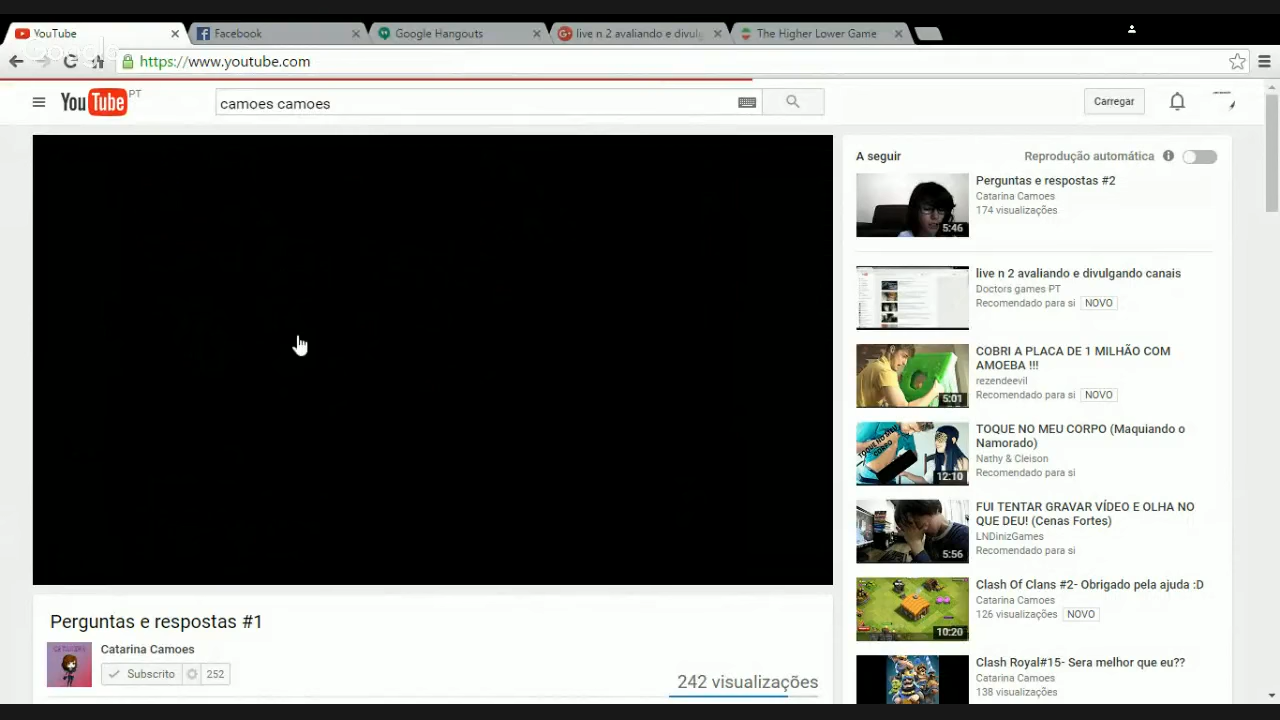 YouTube
Facebook
Google Hangouts
live n 2 avaliando e divulg
The Higher Lower Game
Google
https://www.youtube.com
YouTube PT
camoes camoes
Carregar
A seguir
Reprodução automática
Perguntas e respostas #2
Catarina Camoes
174 visualizações
5:46
live n 2 avaliando e divulgando canais
Doctors games PT
Recomendado para si NOVO
COBRI A PLACA DE 1 MILHÃO COM
AMOEBA !!!
rezendeevil
Recomendado para si NOVO
5:01
TOQUE NO MEU CORPO (Maquiando o
Namorado)
Nathy & Cleison
Recomendado para si
TOQUE NO MEU CORPO
12:10
FUI TENTAR GRAVAR VÍDEO E OLHA NO
QUE DEU! (Cenas Fortes)
LNDinizGames
Recomendado para si
5:56
Clash Of Clans #2- Obrigado pela ajuda :D
Catarina Camoes
126 visualizações NOVO
10:20
Clash Royal#15- Sera melhor que eu??
Catarina Camoes
138 visualizações
Perguntas e respostas #1
Catarina Camoes
Subscrito 252
242 visualizações